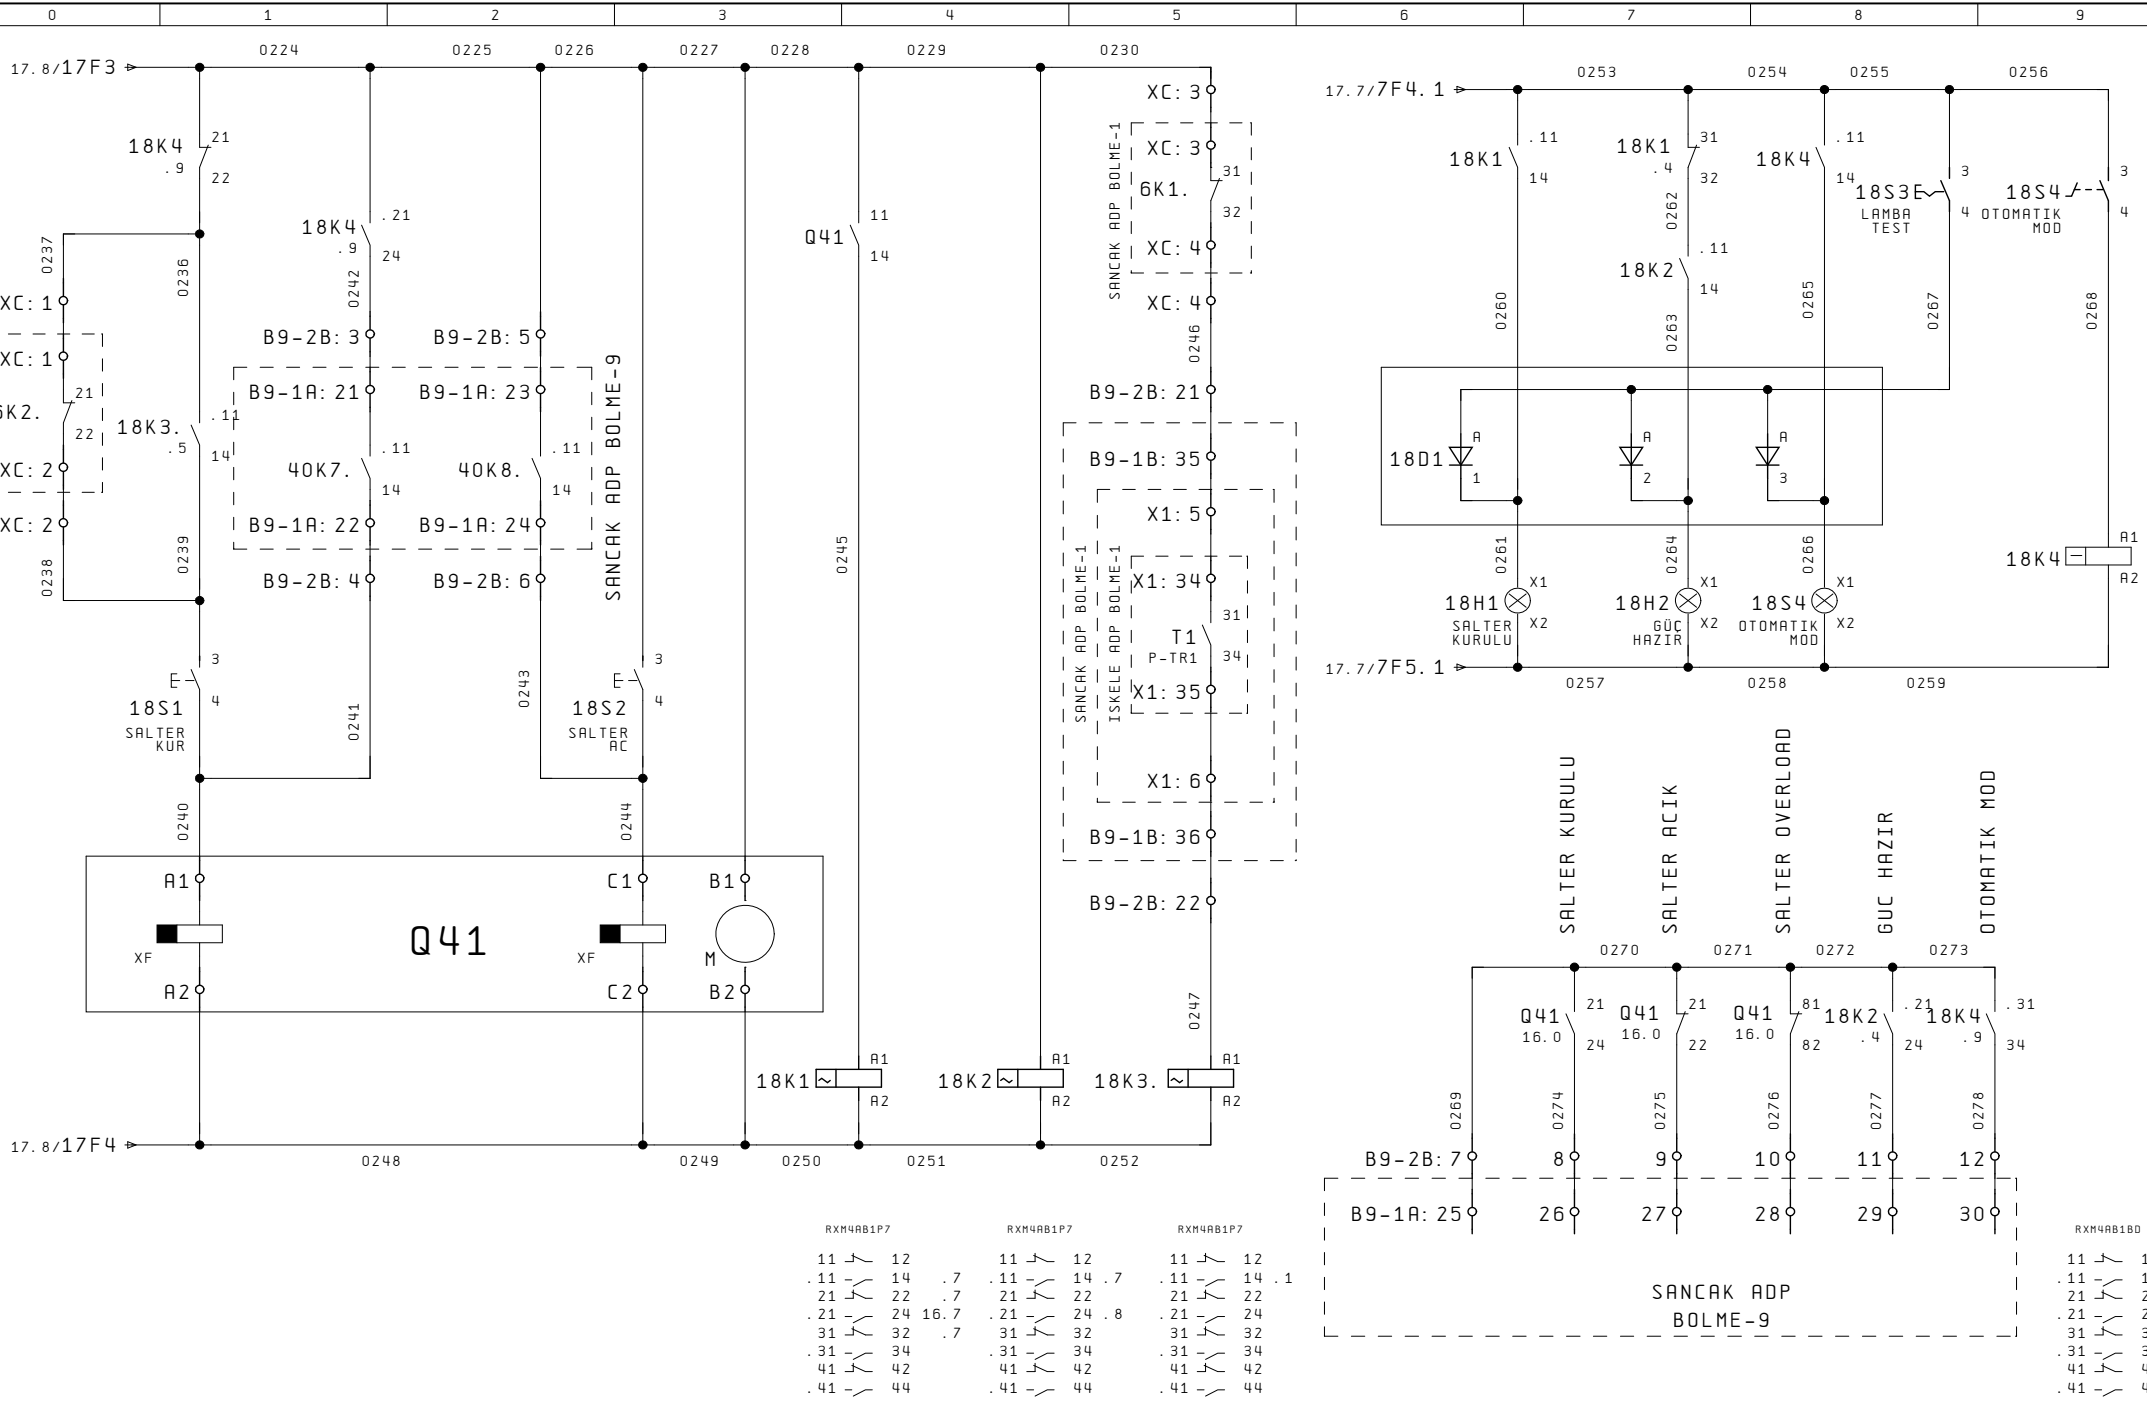 0 1 2 3 4 5 6 7 8 9
0224 0225 0226 0227 0228 0229 0230
17.8/17F3
0253 0254 0255 0256
17.7/7F4.1
XC: 3
SANCAK ADP BOLME-1
XC: 3
6K1. 31 32
XC: 4
XC: 4
0246
18K4 .9 21 22
0237
0236
18K4 .9 .21 24
0242
Q41 11 14
18K1 .11 14
18K1 .4 31 32
0262
18K2 .11 14
18K4 .11 14
18S3 3 4
LAMBA
TEST
18S4 3 4
OTOMATIK
MOD
0260 0263 0265 0267 0268
XC: 1
XC: 1
21 22
XC: 2
XC: 2
0238
18K3. .5 .11 14
0239
B9-2B: 3 B9-2B: 5
B9-1A: 21 B9-1A: 23
40K7. .11 14
40K8. .11 14
B9-1A: 22 B9-1A: 24
B9-2B: 4 B9-2B: 6
SANCAK ADP BOLME-9
0245
B9-2B: 21
B9-1B: 35
X1: 5
SANCAK ADP BOLME-1
ISKELE ADP BOLME-1
X1: 34
T1 31
P-TR1 34
X1: 35
X1: 6
B9-1B: 36
B9-2B: 22
18D1 A 1 A 2 A 3
0261 0264 0266
18H1 X1 X2
SALTER
KURULU
18H2 X1 X2
GÜÇ
HAZIR
18S4 X1 X2
OTOMATIK
MOD
18K4 A1 A2
17.7/7F5.1
0257 0258 0259
E 3 4
18S1
SALTER
KUR
0241
0243
E 3 4
18S2
SALTER
AC
0240
0244
A1 C1 B1
XF Q41 XF M
A2 C2 B2
0247
18K1 A1 A2
18K2 A1 A2
18K3. A1 A2
17.8/17F4
0248 0249 0250 0251 0252
SALTER KURULU
SALTER ACIK
SALTER OVERLOAD
GUC HAZIR
OTOMATIK MOD
0270 0271 0272 0273
Q41 16.0 21 24
Q41 16.0 21 22
Q41 16.0 81 82
18K2 .4 .21 24
18K4 .9 .31 34
0269 0274 0275 0276 0277 0278
B9-2B: 7 8 9 10 11 12
B9-1A: 25 26 27 28 29 30
SANCAK ADP
BOLME-9
RXM4AB1P7 RXM4AB1P7 RXM4AB1P7 RXM4AB1BD
11 12 11 12 11 12 11
.11 14 .7 .11 14 .7 .11 14 .1 .11
21 22 .7 21 22 21 22 21
.21 24 16.7 .21 24 .8 .21 24 .21
31 32 .7 31 32 31 32 31
.31 34 .31 34 .31 34 .31
41 42 41 42 41 42 41
.41 44 .41 44 .41 44 .41